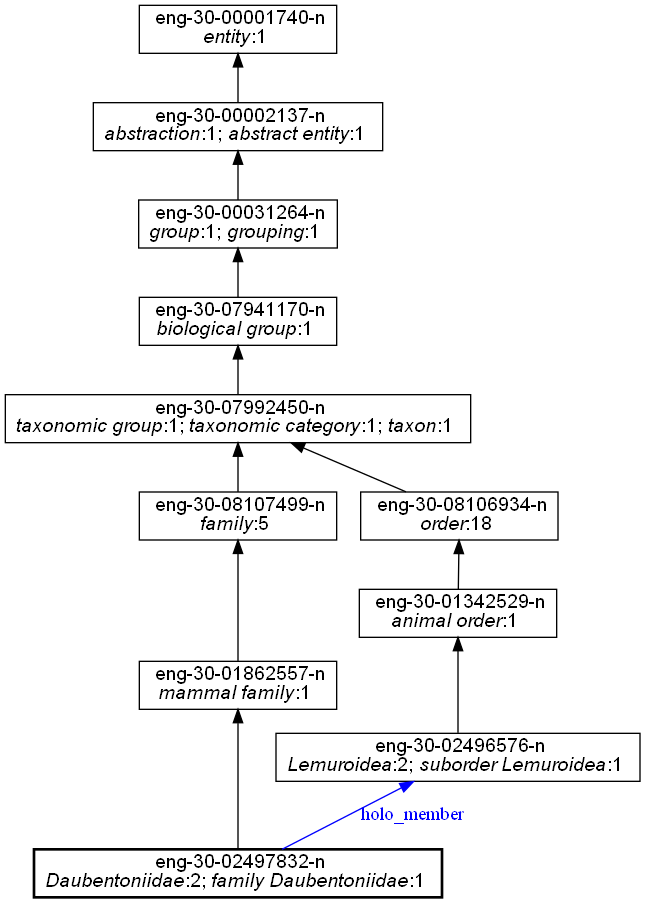 eng-30-00001740-n
entity:1
eng-30-00002137-n
abstraction:1; abstract entity:1
eng-30-00031264-n
group:1; grouping:1
eng-30-07941170-n
biological group:1
eng-30-07992450-n
taxonomic group:1; taxonomic category:1; taxon:1
eng-30-08107499-n
family:5
eng-30-08106934-n
order:18
eng-30-01342529-n
animal order:1
eng-30-01862557-n
mammal family:1
eng-30-02496576-n
Lemuroidea:2; suborder Lemuroidea:1
holo_member
eng-30-02497832-n
Daubentoniidae:2; family Daubentoniidae:1